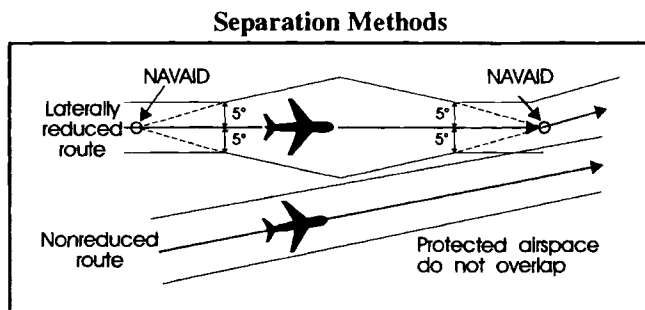 Separation Methods
NAVAID
NAVAID
Laterally
reduced
route
5°
5°
5°
5°
Nonreduced
route
Protected airspace
do not overlap